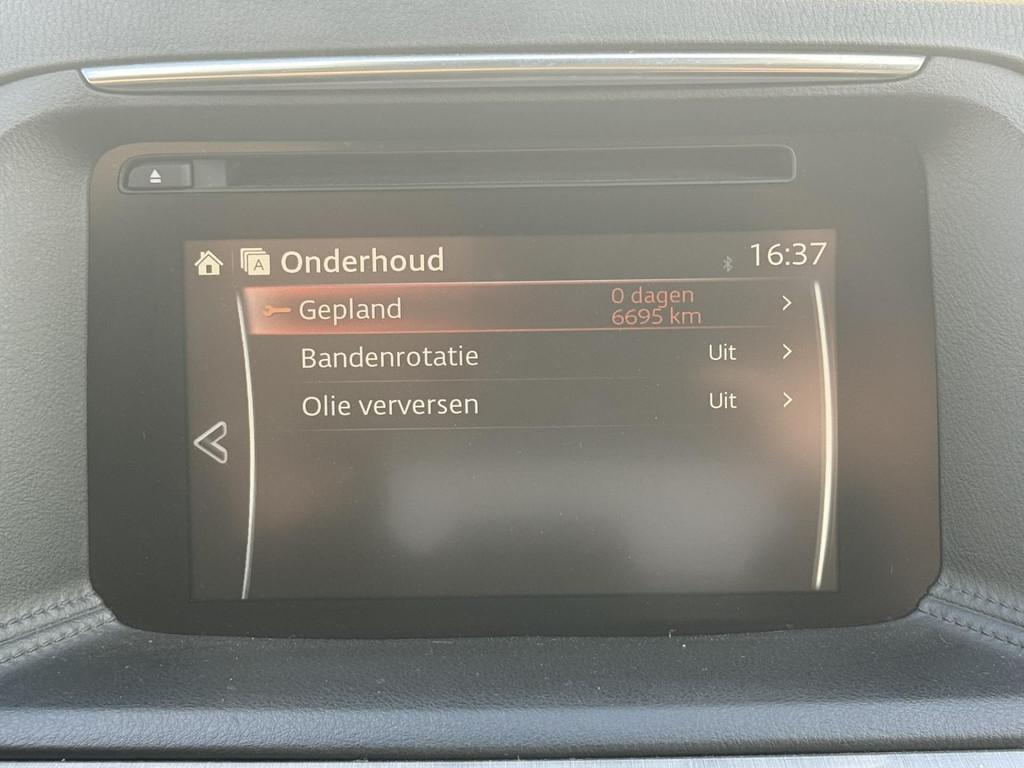 A Onderhoud 16:37
Gepland 0 dagen
6695 km
Bandenrotatie Uit
Olie verversen Uit